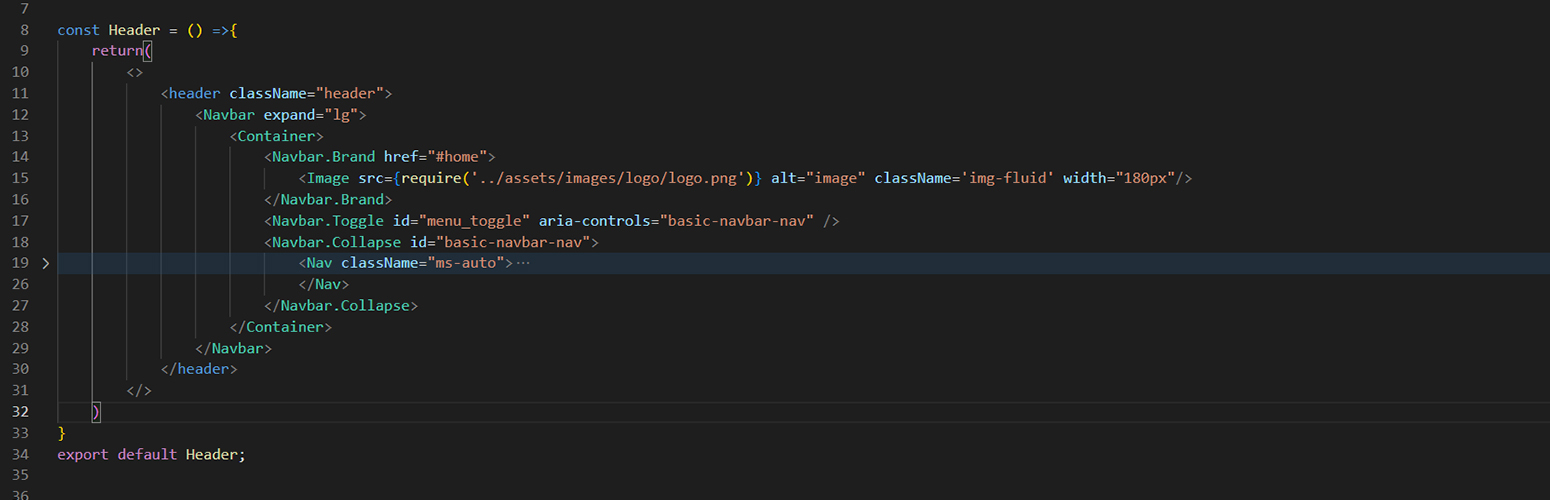 7
8 const Header = () =>{
9     return(
10         <>
11             <header className="header">
12                 <Navbar expand="lg">
13                     <Container>
14                         <Navbar.Brand href="#home">
15                             <Image src={require('../assets/images/logo/logo.png')} alt="image" className='img-fluid' width="180px"/>
16                         </Navbar.Brand>
17                         <Navbar.Toggle id="menu_toggle" aria-controls="basic-navbar-nav" />
18                         <Navbar.Collapse id="basic-navbar-nav">
19 >                           <Nav className="ms-auto">⋯
26                             </Nav>
27                         </Navbar.Collapse>
28                     </Container>
29                 </Navbar>
30             </header>
31         </>
32     )
33 }
34 export default Header;
35
36